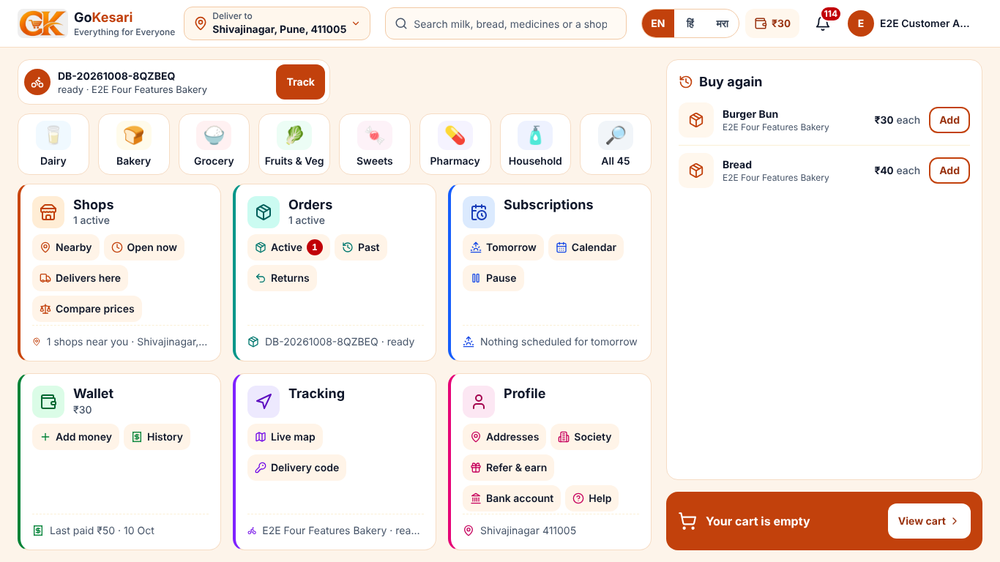 GK
GoKesari
Everything for Everyone
Deliver to
Shivajinagar, Pune, 411005
Search milk, bread, medicines or a shop
EN
हिं
मरा
₹30
114
E
E2E Customer A...
DB-20261008-8QZBEQ
ready · E2E Four Features Bakery
Track
Dairy
Bakery
Grocery
Fruits & Veg
Sweets
Pharmacy
Household
All 45
Shops
1 active
Nearby
Open now
Delivers here
Compare prices
1 shops near you · Shivajinagar,...
Orders
1 active
Active 1
Past
Returns
DB-20261008-8QZBEQ · ready
Subscriptions
Tomorrow
Calendar
Pause
Nothing scheduled for tomorrow
Wallet
₹30
Add money
History
Last paid ₹50 · 10 Oct
Tracking
Live map
Delivery code
E2E Four Features Bakery · rea...
Profile
Addresses
Society
Refer & earn
Bank account
Help
Shivajinagar 411005
Buy again
Burger Bun
E2E Four Features Bakery
₹30 each
Add
Bread
E2E Four Features Bakery
₹40 each
Add
Your cart is empty
View cart